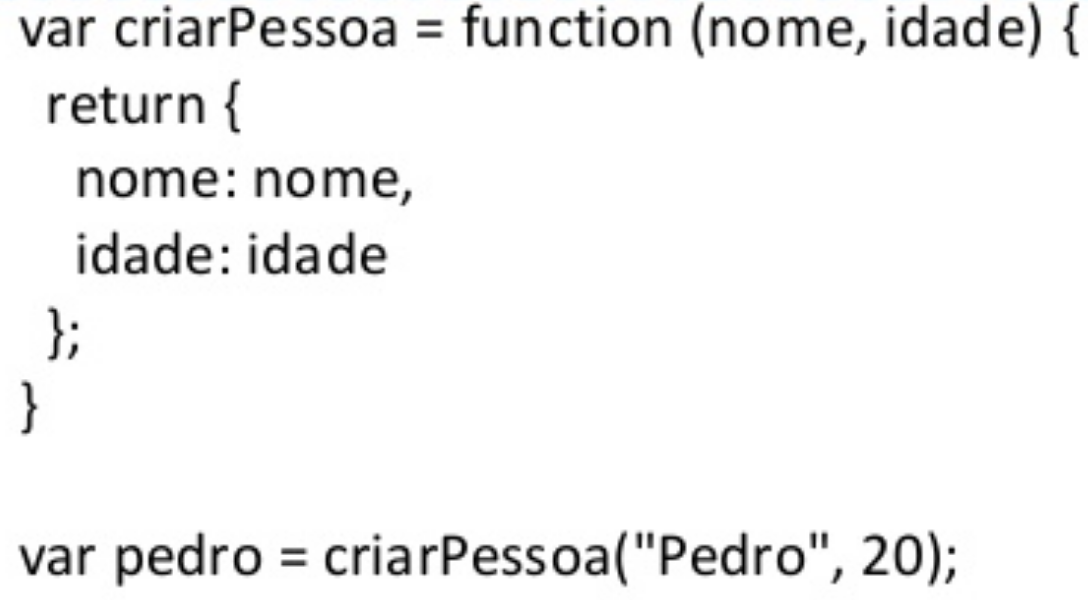 var criarPessoa = function (nome, idade) {
return {
nome: nome,
idade: idade
};
}
var pedro = criarPessoa("Pedro", 20);